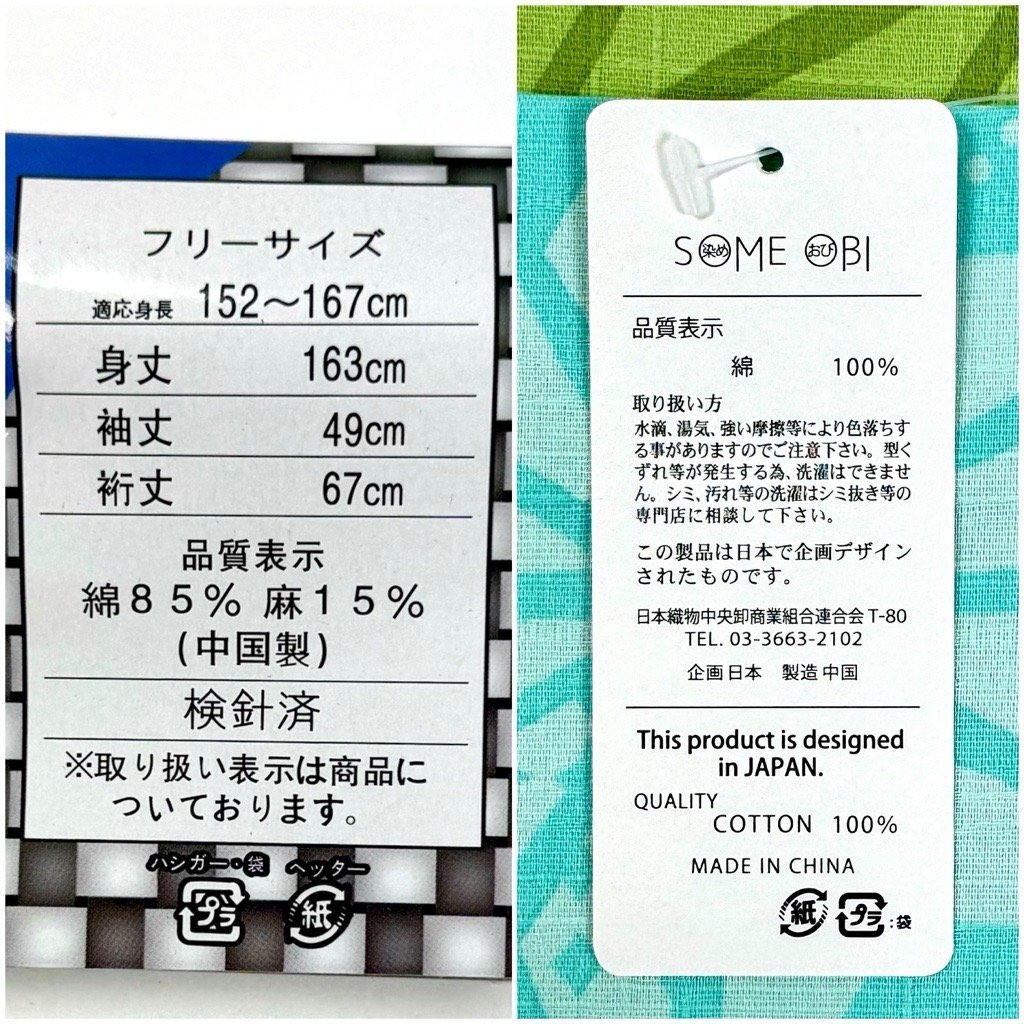 フリーサイズ
適応身長 152〜167cm
身丈 163cm
袖丈 49cm
裄丈 67cm
品質表示
綿85% 麻15%
(中国製)
検針済
※取り扱い表示は商品に
ついております。
ハンガー・袋 ヘッター
プラ 紙
SOME OBI
染め おび
品質表示
綿 100%
取り扱い方
水滴、湯気、強い摩擦等により色落ちす
る事がありますのでご注意下さい。型く
ずれ等が発生する為、洗濯はできませ
ん。シミ、汚れ等の洗濯はシミ抜き等の
専門店に相談して下さい。
この製品は日本で企画デザイン
されたものです。
日本織物中央卸商業組合連合会 T-80
TEL. 03-3663-2102
企画 日本 製造 中国
This product is designed
in JAPAN.
QUALITY
COTTON 100%
MADE IN CHINA
紙 プラ :袋